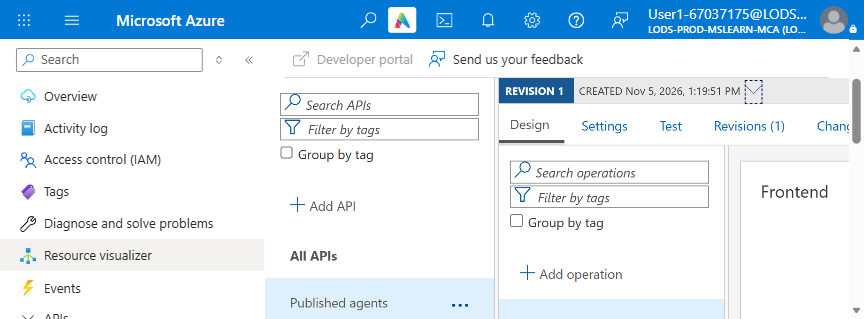 Microsoft Azure
User1-67037175@LODS...
LODS-PROD-MSLEARN-MCA (LO...
Search
Overview
Activity log
Access control (IAM)
Tags
Diagnose and solve problems
Resource visualizer
Events
APIs
Developer portal
Send us your feedback
Search APIs
Filter by tags
Group by tag
Add API
All APIs
Published agents
REVISION 1
CREATED Nov 5, 2026, 1:19:51 PM
Design
Settings
Test
Revisions (1)
Chang
Search operations
Filter by tags
Group by tag
Add operation
Frontend